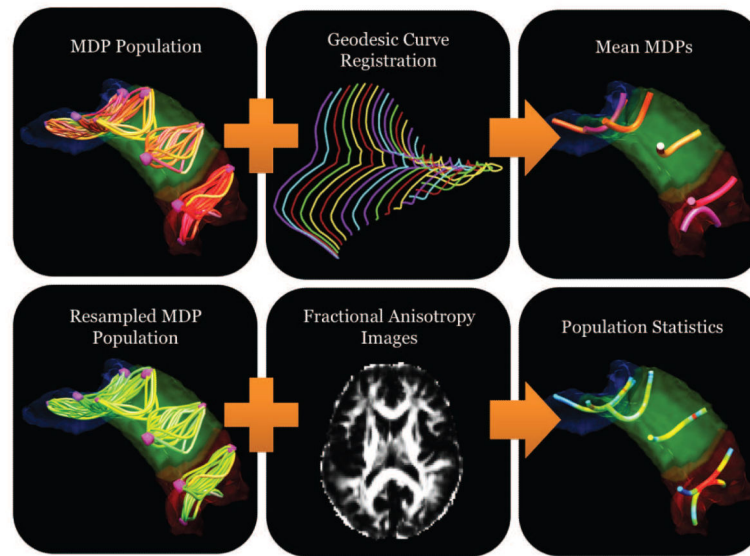 MDP Population
Geodesic Curve
Registration
Mean MDPs
Resampled MDP
Population
Fractional Anisotropy
Images
Population Statistics